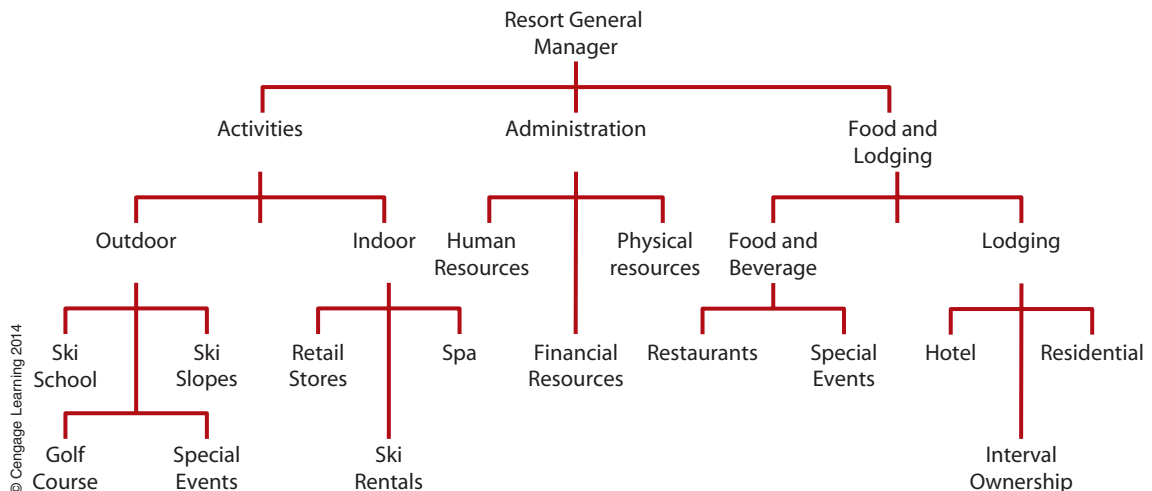 Resort General
Manager
Activities
Administration
Food and
Lodging
Outdoor
Indoor
Human
Resources
Physical
resources
Food and
Beverage
Lodging
Ski
School
Ski
Slopes
Retail
Stores
Spa
Financial
Resources
Restaurants
Special
Events
Hotel
Residential
Golf
Course
Special
Events
Ski
Rentals
Interval
Ownership
© Cengage Learning 2014